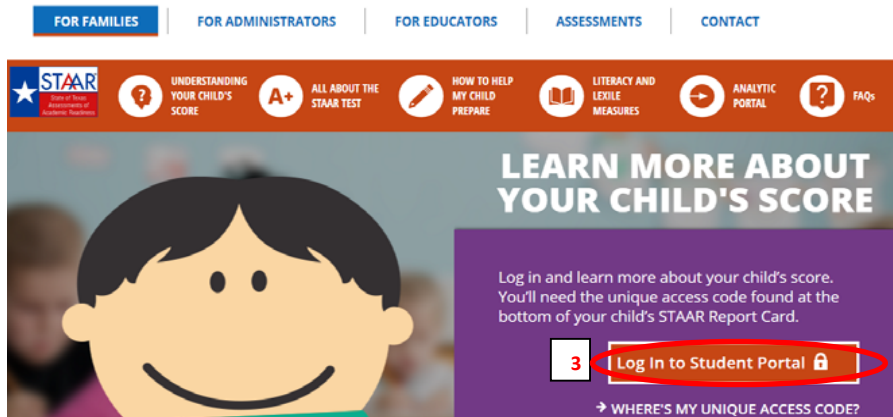 FOR FAMILIES
FOR ADMINISTRATORS
FOR EDUCATORS
ASSESSMENTS
CONTACT
STAAR
State of Texas
Assessments of
Academic Readiness
?
UNDERSTANDING
YOUR CHILD'S
SCORE
A+
ALL ABOUT THE
STAAR TEST
HOW TO HELP
MY CHILD
PREPARE
LITERACY AND
LEXILE
MEASURES
ANALYTIC
PORTAL
?
FAQs
LEARN MORE ABOUT
YOUR CHILD'S SCORE
Log in and learn more about your child's score.
You'll need the unique access code found at the
bottom of your child's STAAR Report Card.
3
Log In to Student Portal
→ WHERE'S MY UNIQUE ACCESS CODE?